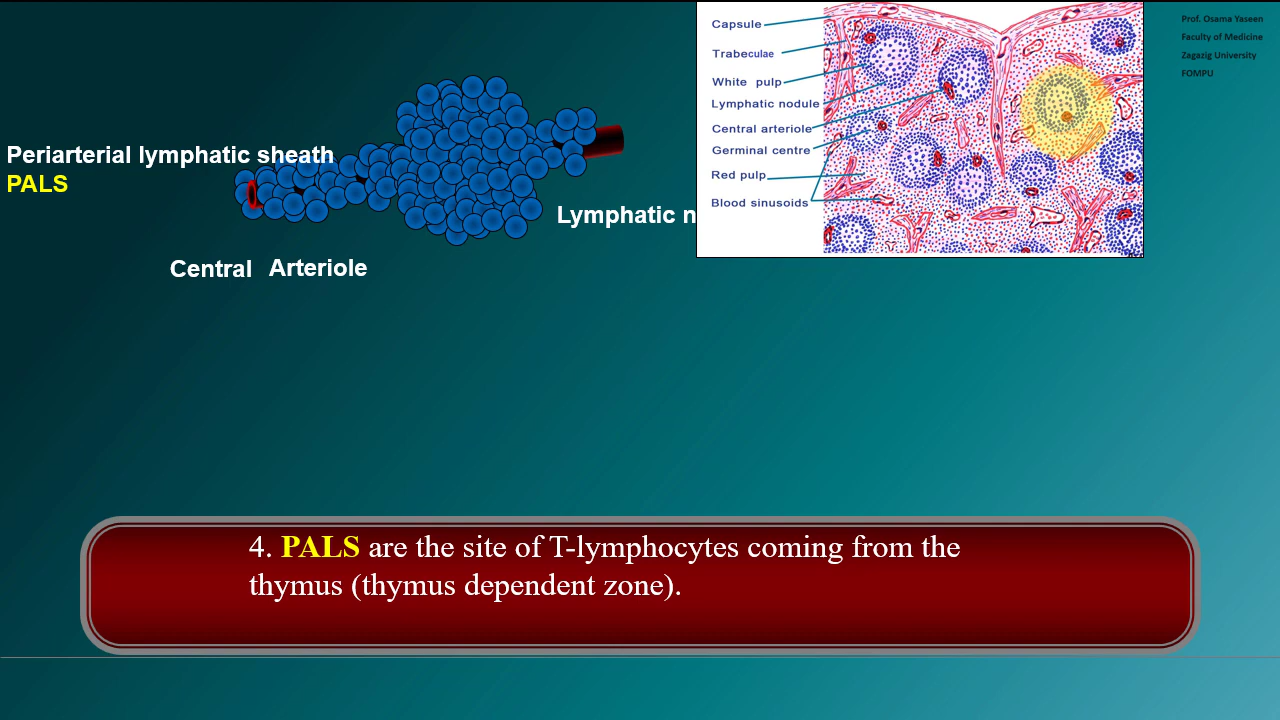 Prof. Osama Yaseen
Faculty of Medicine
Zagazig University
FOMPU
Capsule
Trabeculae
White pulp
Lymphatic nodule
Central arteriole
Germinal centre
Red pulp
Blood sinusoids
Periarterial lymphatic sheath
PALS
Lymphatic n
Central Arteriole
4. PALS are the site of T-lymphocytes coming from the
thymus (thymus dependent zone).